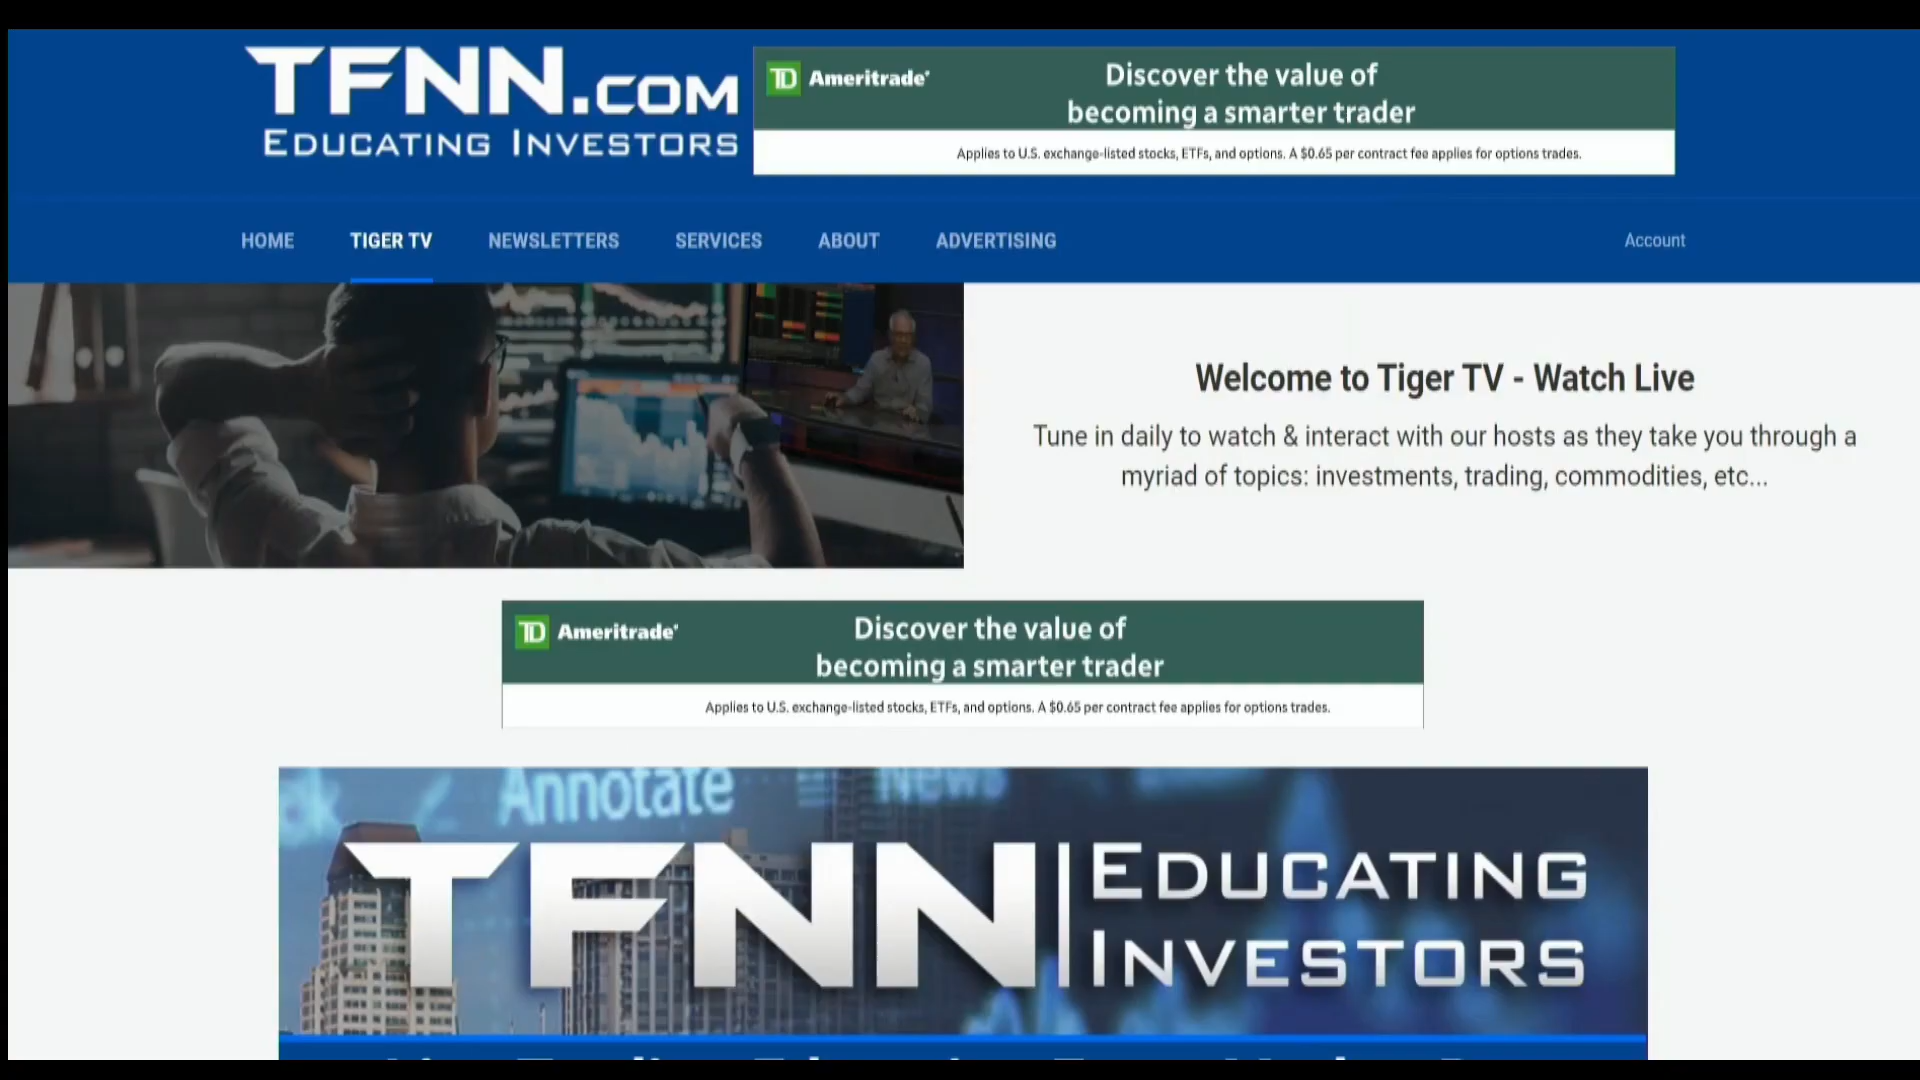 TFNN.COM
EDUCATING INVESTORS
TD Ameritrade
Discover the value of
becoming a smarter trader
Applies to U.S. exchange-listed stocks, ETFs, and options. A $0.65 per contract fee applies for options trades.
HOME
TIGER TV
NEWSLETTERS
SERVICES
ABOUT
ADVERTISING
Account
Welcome to Tiger TV - Watch Live
Tune in daily to watch & interact with our hosts as they take you through a
myriad of topics: investments, trading, commodities, etc...
TD Ameritrade
Discover the value of
becoming a smarter trader
Applies to U.S. exchange-listed stocks, ETFs, and options. A $0.65 per contract fee applies for options trades.
Annotate
News
TFNN
EDUCATING
INVESTORS